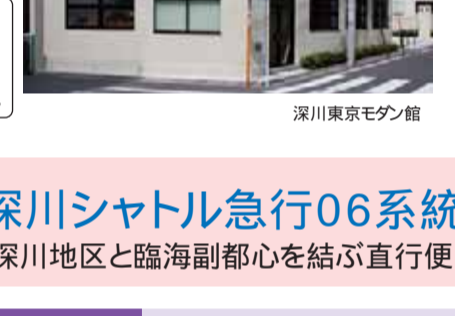 深川東京モダン館
深川シャトル急行06系統
深川地区と臨海副都心を結ぶ直行便